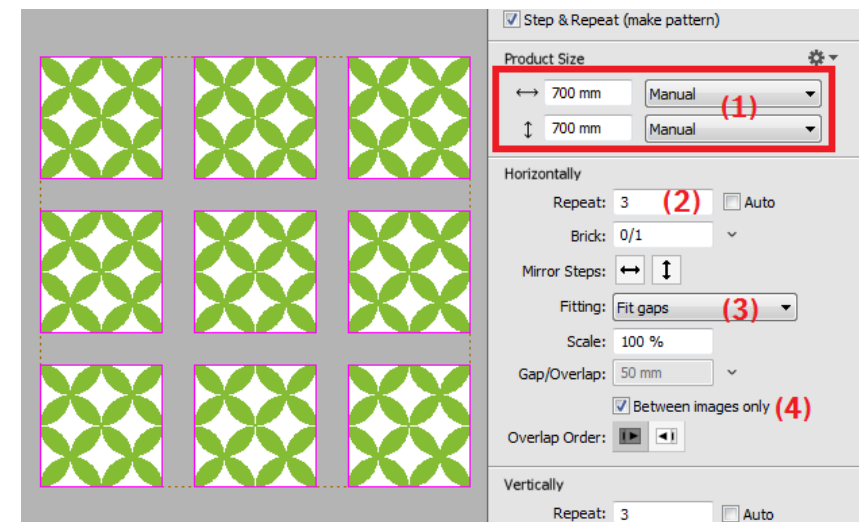 Step & Repeat (make pattern)
Product Size
700 mm Manual (1)
700 mm Manual
Horizontally
Repeat: 3 (2) Auto
Brick: 0/1
Mirror Steps:
Fitting: Fit gaps (3)
Scale: 100 %
Gap/Overlap: 50 mm
Between images only (4)
Overlap Order:
Vertically
Repeat: 3 Auto